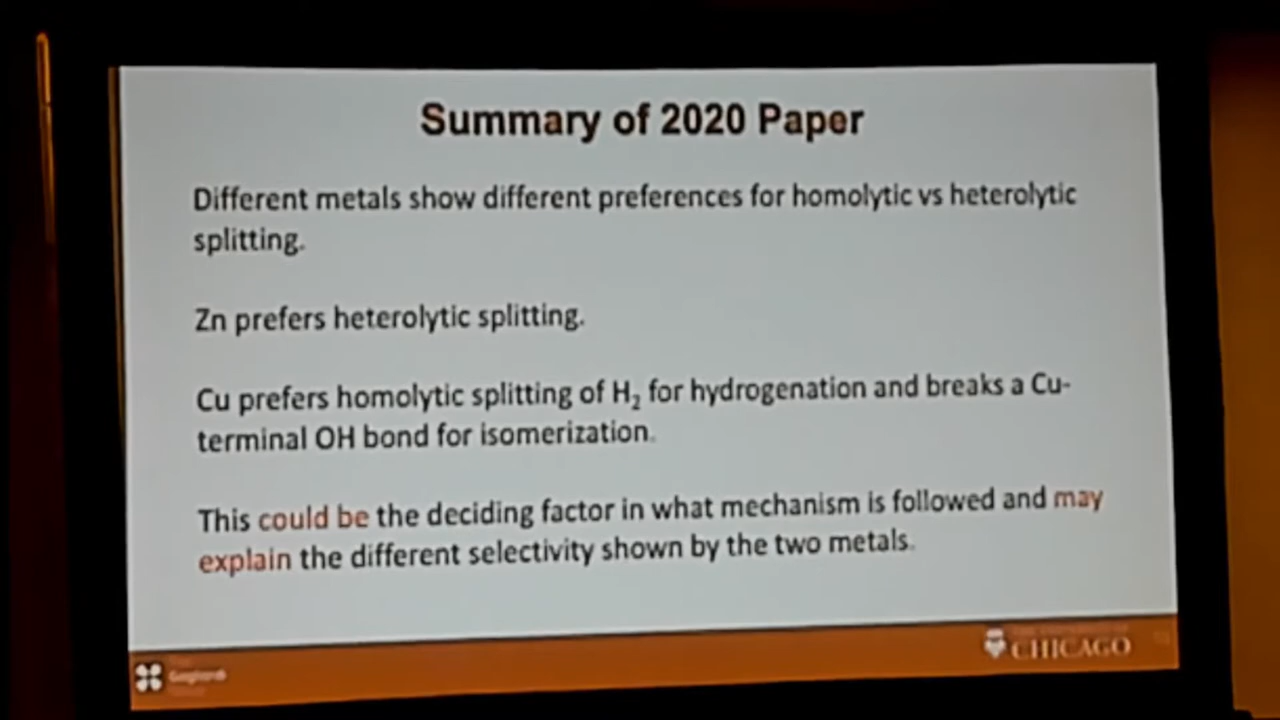 Summary of 2020 Paper
Different metals show different preferences for homolytic vs heterolytic
splitting.
Zn prefers heterolytic splitting.
Cu prefers homolytic splitting of H₂ for hydrogenation and breaks a Cu-
terminal OH bond for isomerization.
This could be the deciding factor in what mechanism is followed and may
explain the different selectivity shown by the two metals.
CHICAGO